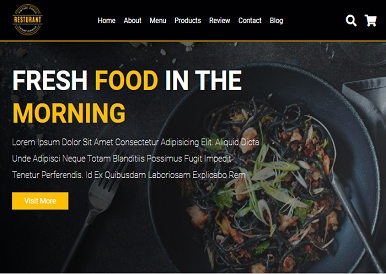 RESTURANT
Home About Menu Products Review Contact Blog
FRESH FOOD IN THE
MORNING
Lorem Ipsum Dolor Sit Amet Consectetur Adipisicing Elit. Aliquid Dicta
Unde Adipisci Neque Totam Blanditiis Possimus Fugit Impedit
Tenetur Perferendis. Id Ex Quibusdam Laboriosam Explicabo Rem
Visit More